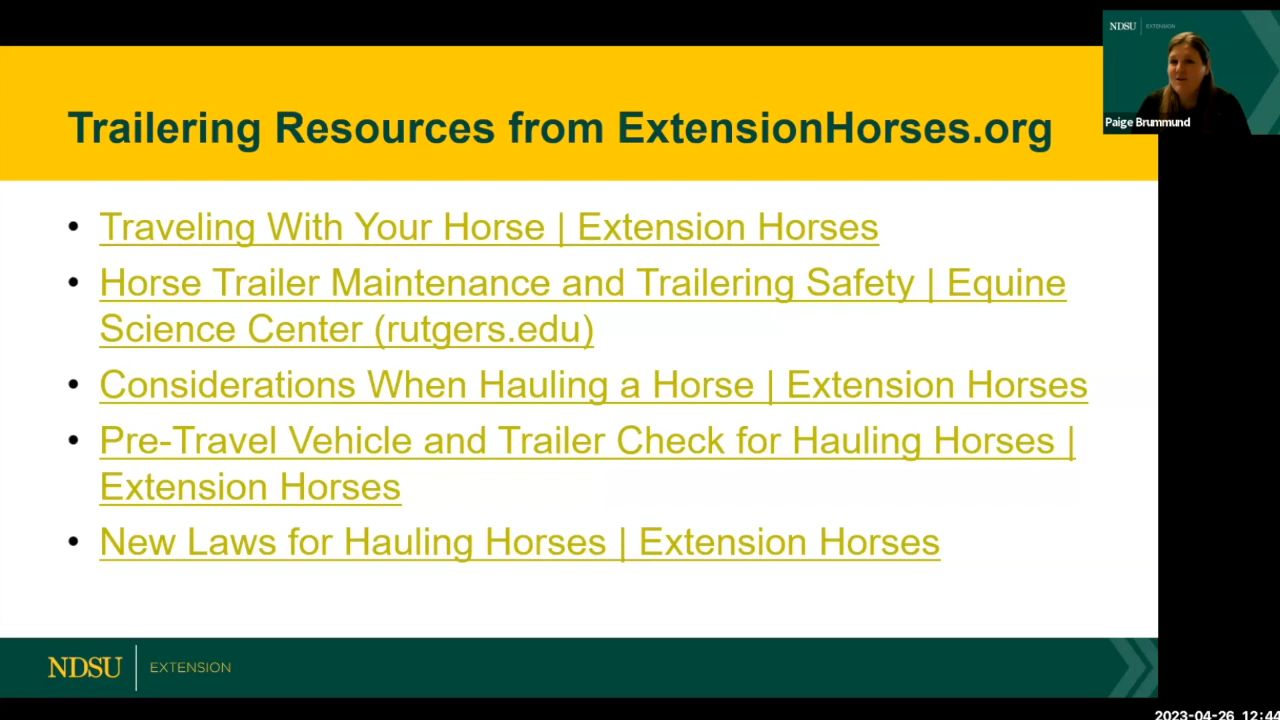 NDSU EXTENSION
Paige Brummund
Trailering Resources from ExtensionHorses.org
• Traveling With Your Horse | Extension Horses
• Horse Trailer Maintenance and Trailering Safety | Equine
Science Center (rutgers.edu)
• Considerations When Hauling a Horse | Extension Horses
• Pre-Travel Vehicle and Trailer Check for Hauling Horses |
Extension Horses
• New Laws for Hauling Horses | Extension Horses
NDSU EXTENSION
2023-04-26 12:44